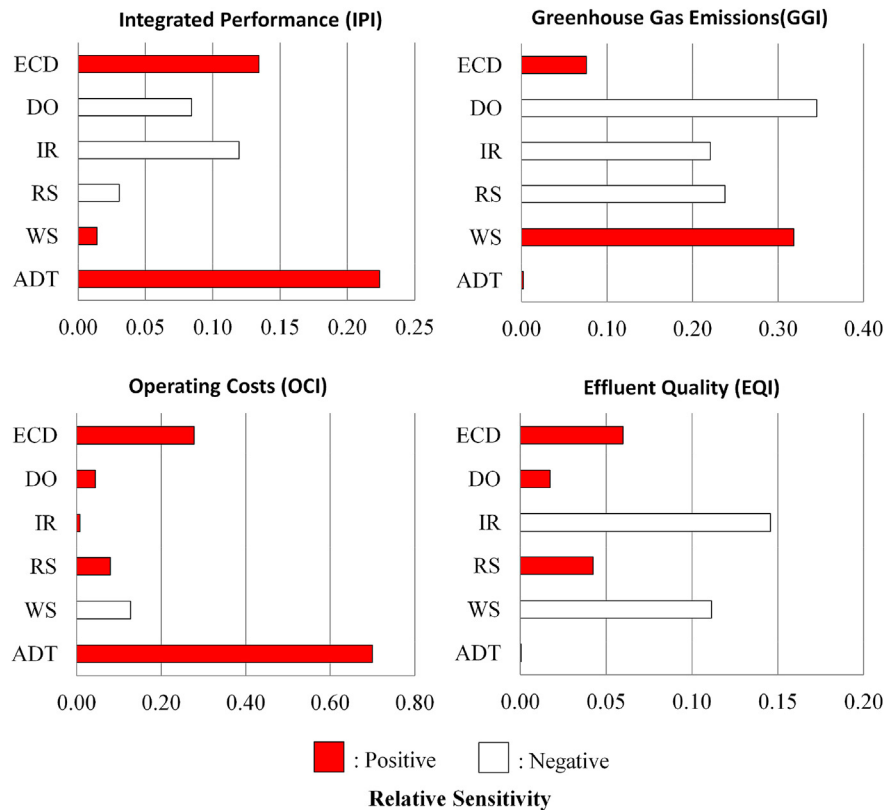 Integrated Performance (IPI)
ECD
DO
IR
RS
WS
ADT
0.00 0.05 0.10 0.15 0.20 0.25
Greenhouse Gas Emissions(GGI)
ECD
DO
IR
RS
WS
ADT
0.00 0.10 0.20 0.30 0.40
Operating Costs (OCI)
ECD
DO
IR
RS
WS
ADT
0.00 0.20 0.40 0.60 0.80
Effluent Quality (EQI)
ECD
DO
IR
RS
WS
ADT
0.00 0.05 0.10 0.15 0.20
: Positive : Negative
Relative Sensitivity